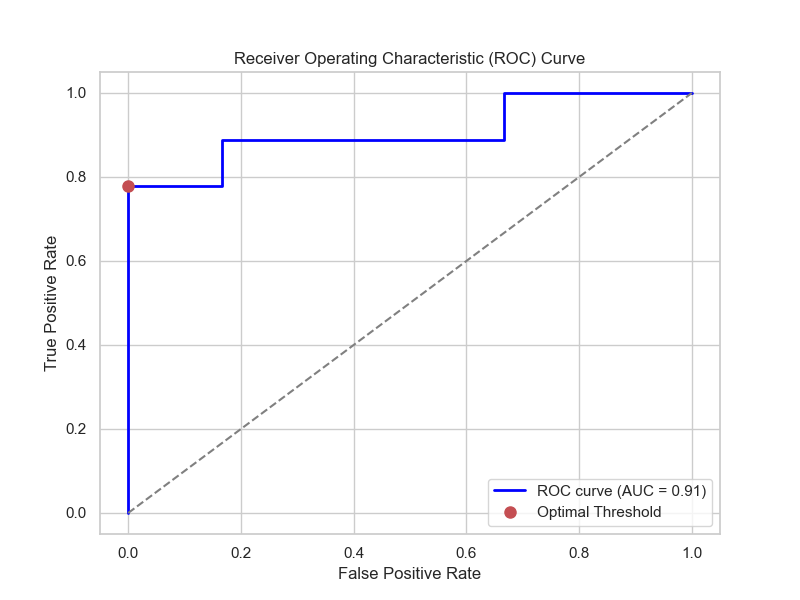 Receiver Operating Characteristic (ROC) Curve
True Positive Rate
1.0
0.8
0.6
0.4
0.2
0.0
ROC curve (AUC = 0.91)
Optimal Threshold
0.0 0.2 0.4 0.6 0.8 1.0
False Positive Rate